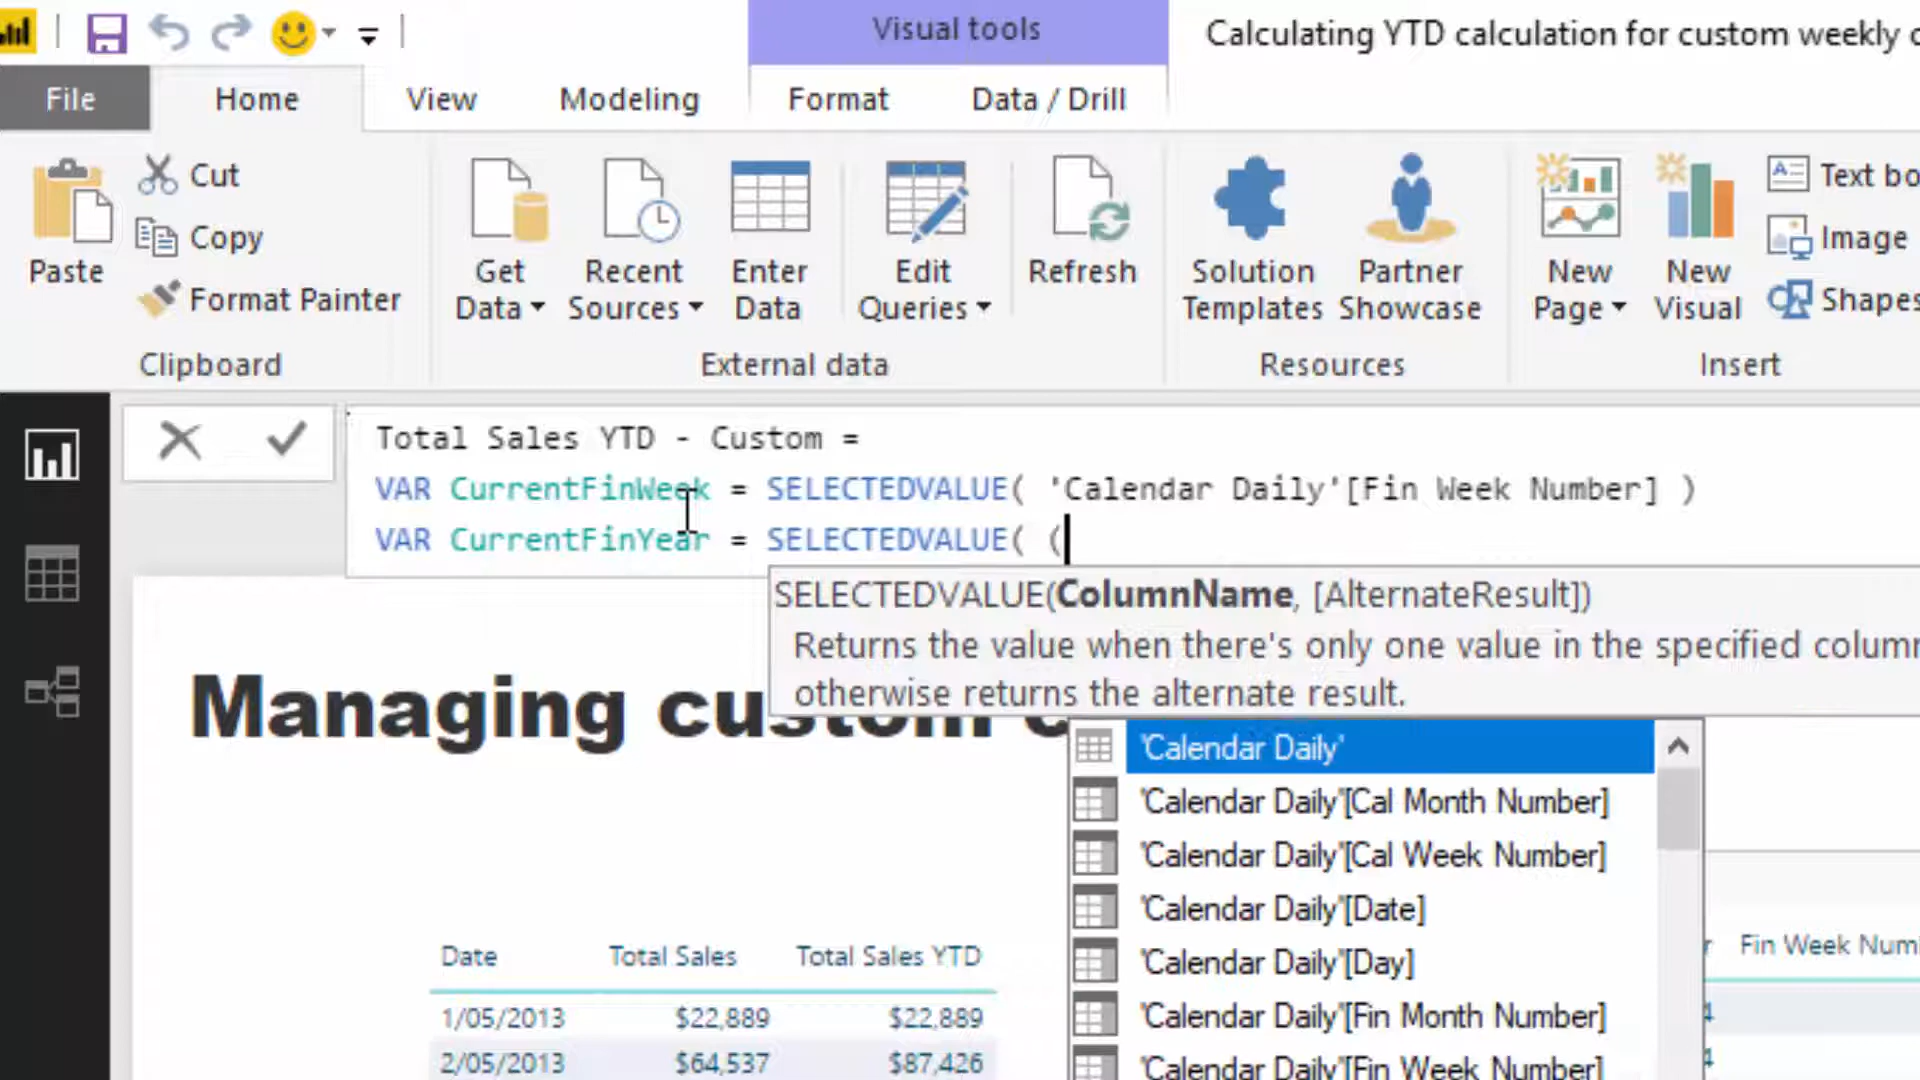 Visual tools
Calculating YTD calculation for custom weekly
File Home View Modeling Format Data / Drill
Paste
Cut
Copy
Format Painter
Clipboard
Get Data
Recent Sources
Enter Data
Edit Queries
Refresh
External data
Solution Templates
Partner Showcase
Resources
New Page
New Visual
Text bo
Image
Shapes
Insert
Total Sales YTD - Custom =
VAR CurrentFinWeek = SELECTEDVALUE( 'Calendar Daily'[Fin Week Number] )
VAR CurrentFinYear = SELECTEDVALUE( (
SELECTEDVALUE(ColumnName, [AlternateResult])
Returns the value when there's only one value in the specified column
otherwise returns the alternate result.
Managing custom c
'Calendar Daily'
'Calendar Daily'[Cal Month Number]
'Calendar Daily'[Cal Week Number]
'Calendar Daily'[Date]
'Calendar Daily'[Day]
'Calendar Daily'[Fin Month Number]
'Calendar Daily'[Fin Week Number]
Date Total Sales Total Sales YTD
1/05/2013 $22,889 $22,889
2/05/2013 $64,537 $87,426
r Fin Week Num
4
4